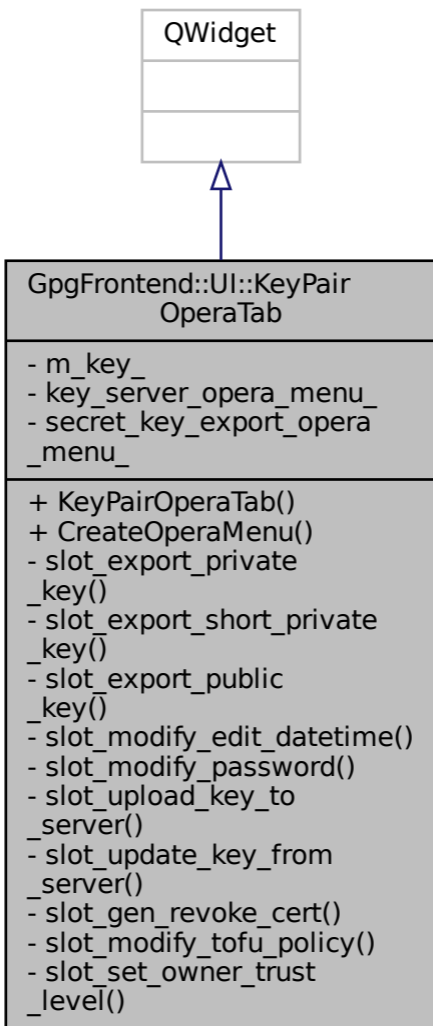 QWidget
GpgFrontend::UI::KeyPair
OperaTab
- m_key_
- key_server_opera_menu_
- secret_key_export_opera
_menu_
+ KeyPairOperaTab()
+ CreateOperaMenu()
- slot_export_private
_key()
- slot_export_short_private
_key()
- slot_export_public
_key()
- slot_modify_edit_datetime()
- slot_modify_password()
- slot_upload_key_to
_server()
- slot_update_key_from
_server()
- slot_gen_revoke_cert()
- slot_modify_tofu_policy()
- slot_set_owner_trust
_level()